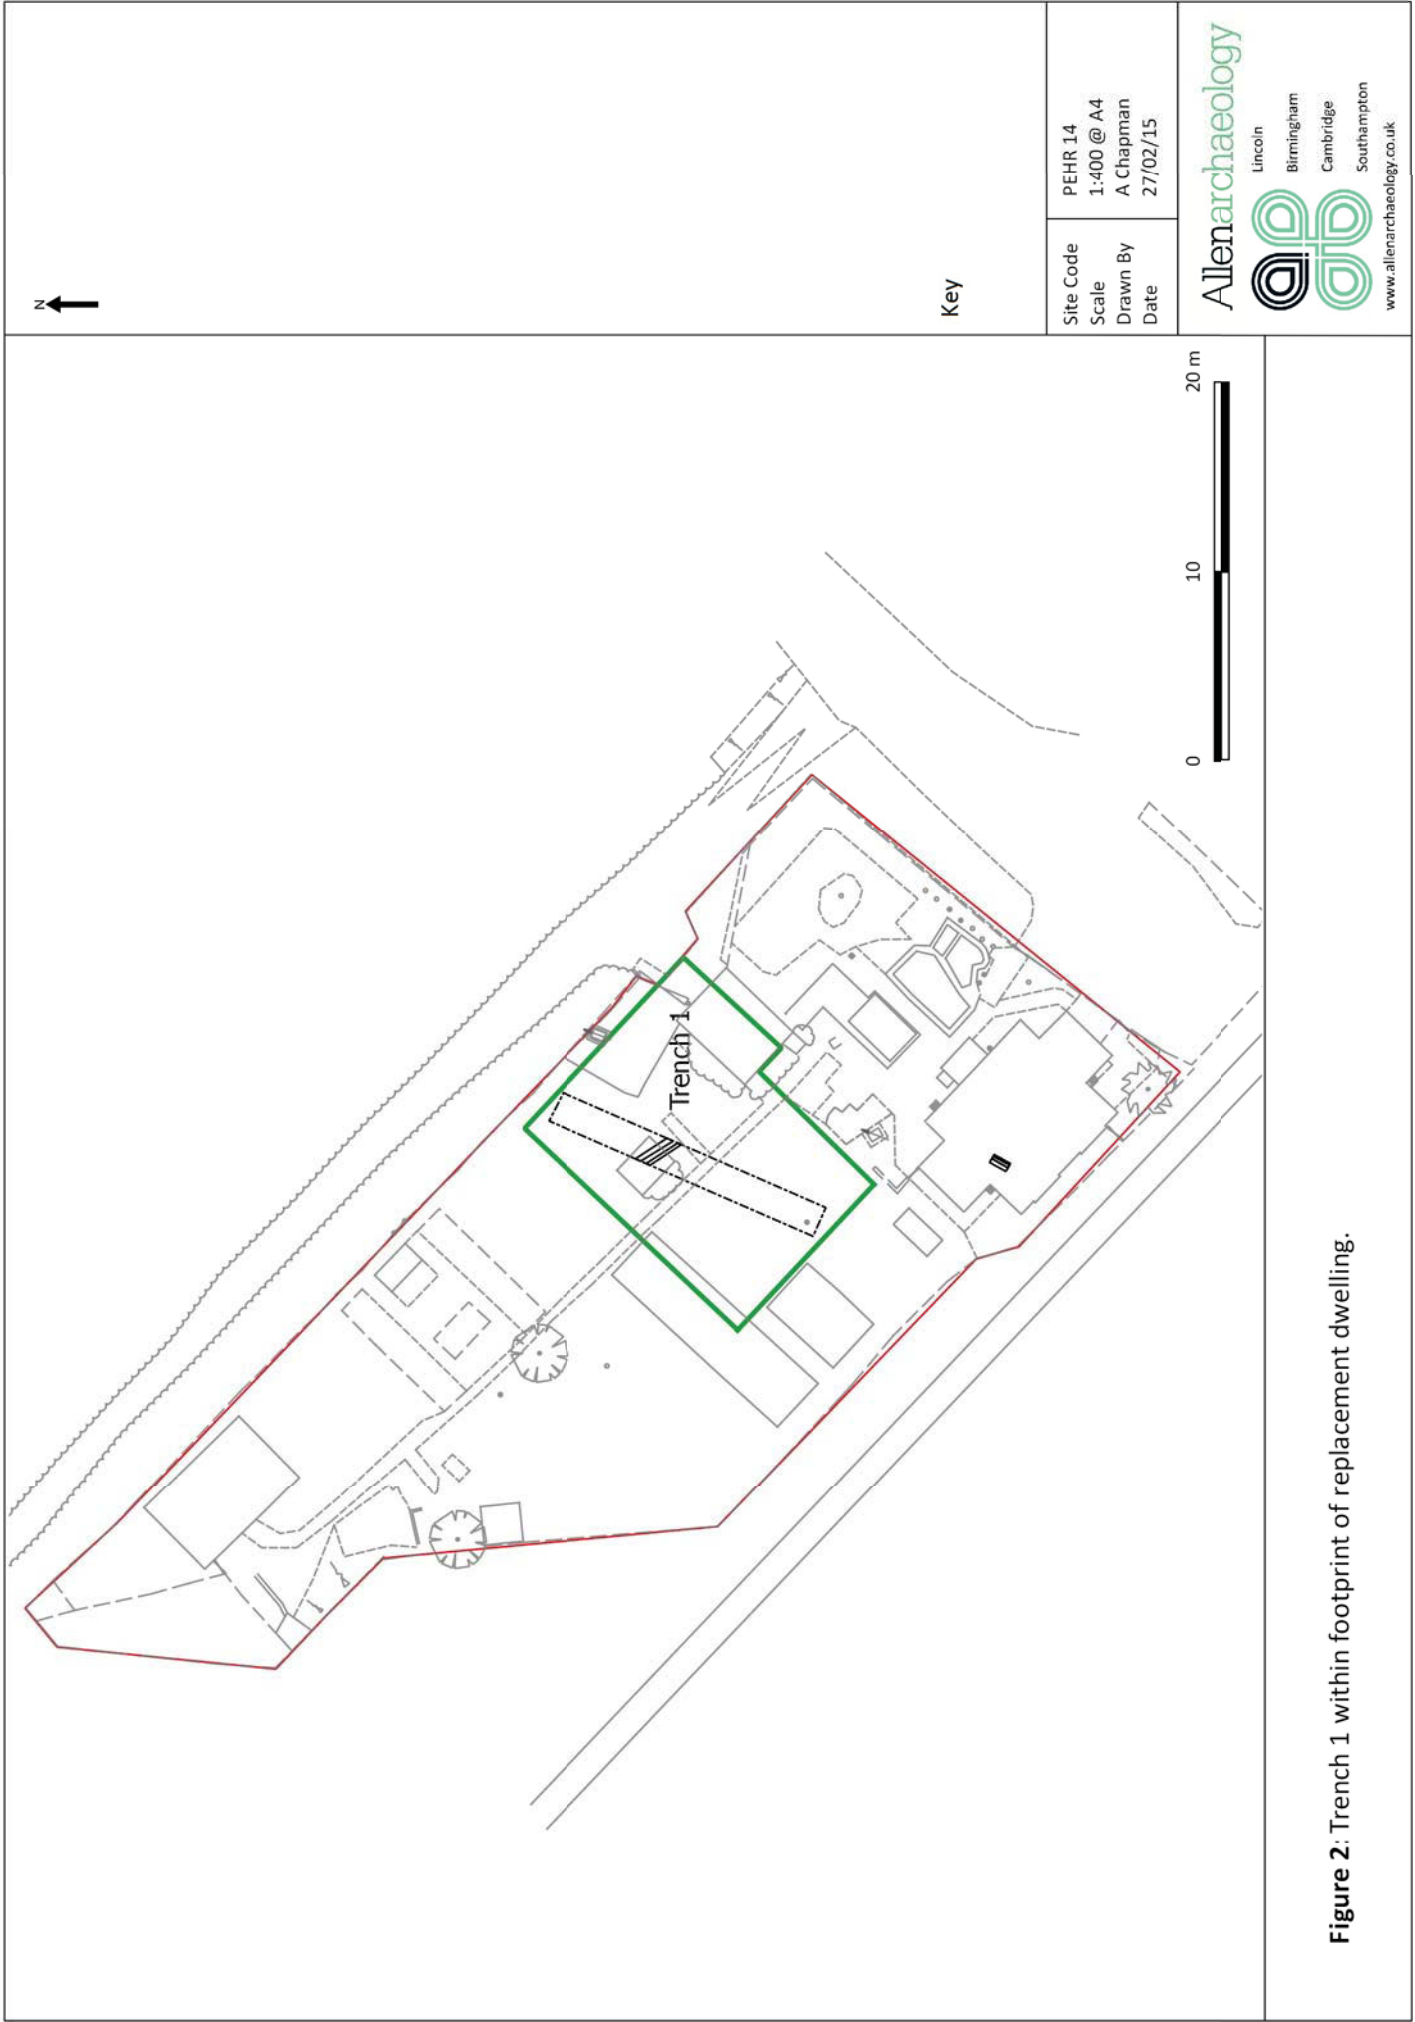 N
Trench 1
0 10 20 m
Key
Site Code PEHR 14
Scale 1:400 @ A4
Drawn By A Chapman
Date 27/02/15
Allenarchaeology
Lincoln
Birmingham
Cambridge
Southampton
www.allenarchaeology.co.uk
Figure 2: Trench 1 within footprint of replacement dwelling.